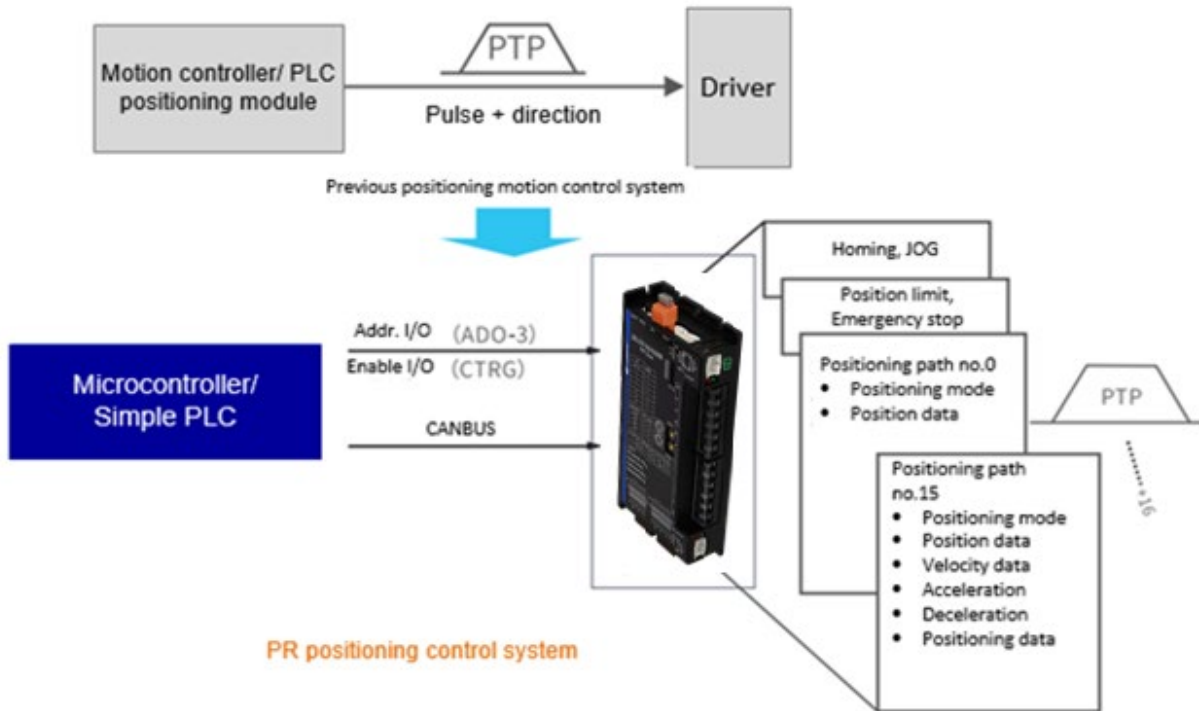 Motion controller/ PLC
positioning module
PTP
Pulse + direction
Driver
Previous positioning motion control system
Microcontroller/
Simple PLC
Addr. I/O (ADO-3)
Enable I/O (CTRG)
CANBUS
Homing, JOG
Position limit,
Emergency stop
Positioning path no.0
• Positioning mode
• Position data
PTP
+16
Positioning path
no.15
• Positioning mode
• Position data
• Velocity data
• Acceleration
• Deceleration
• Positioning data
PR positioning control system